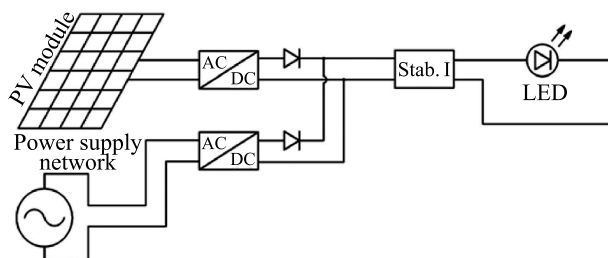 PV module
AC
DC
Stab. I
LED
Power supply
network
AC
DC